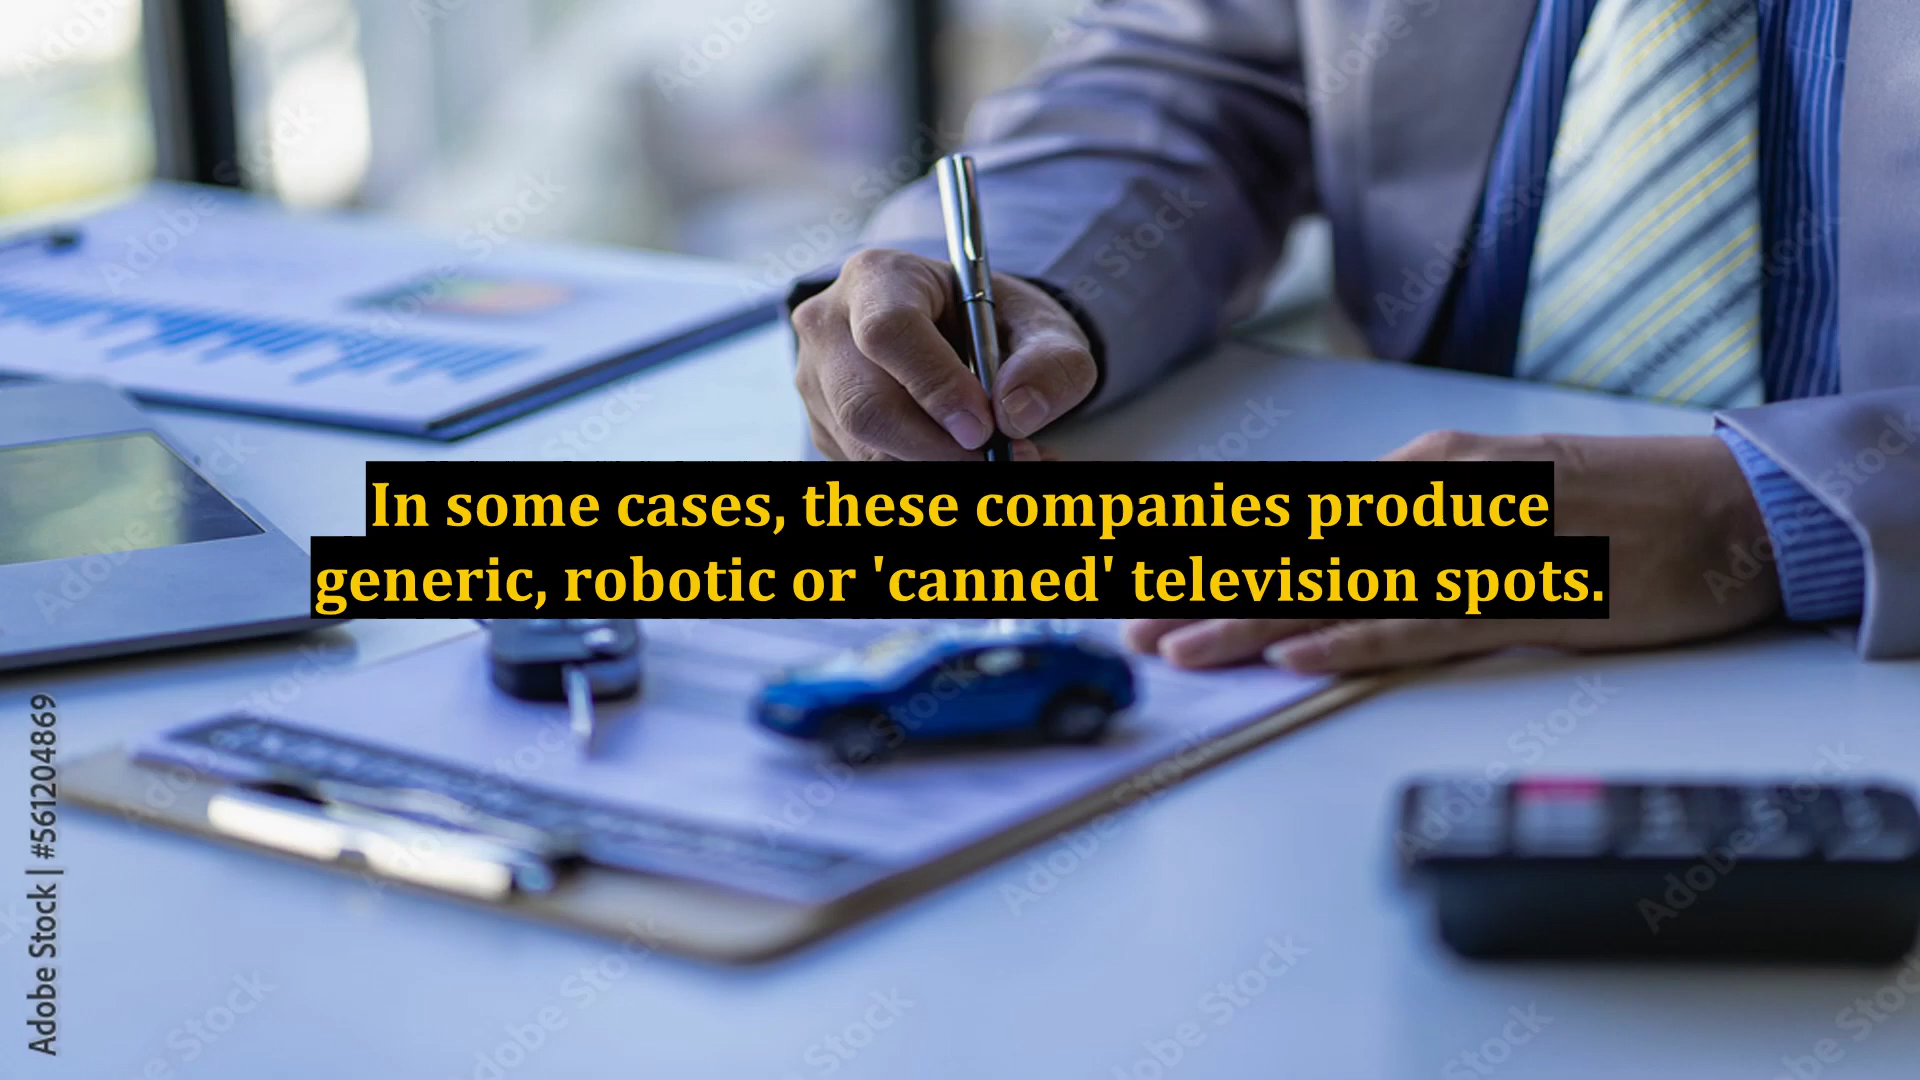 In some cases, these companies produce
generic, robotic or 'canned' television spots.
Adobe Stock | #561204869